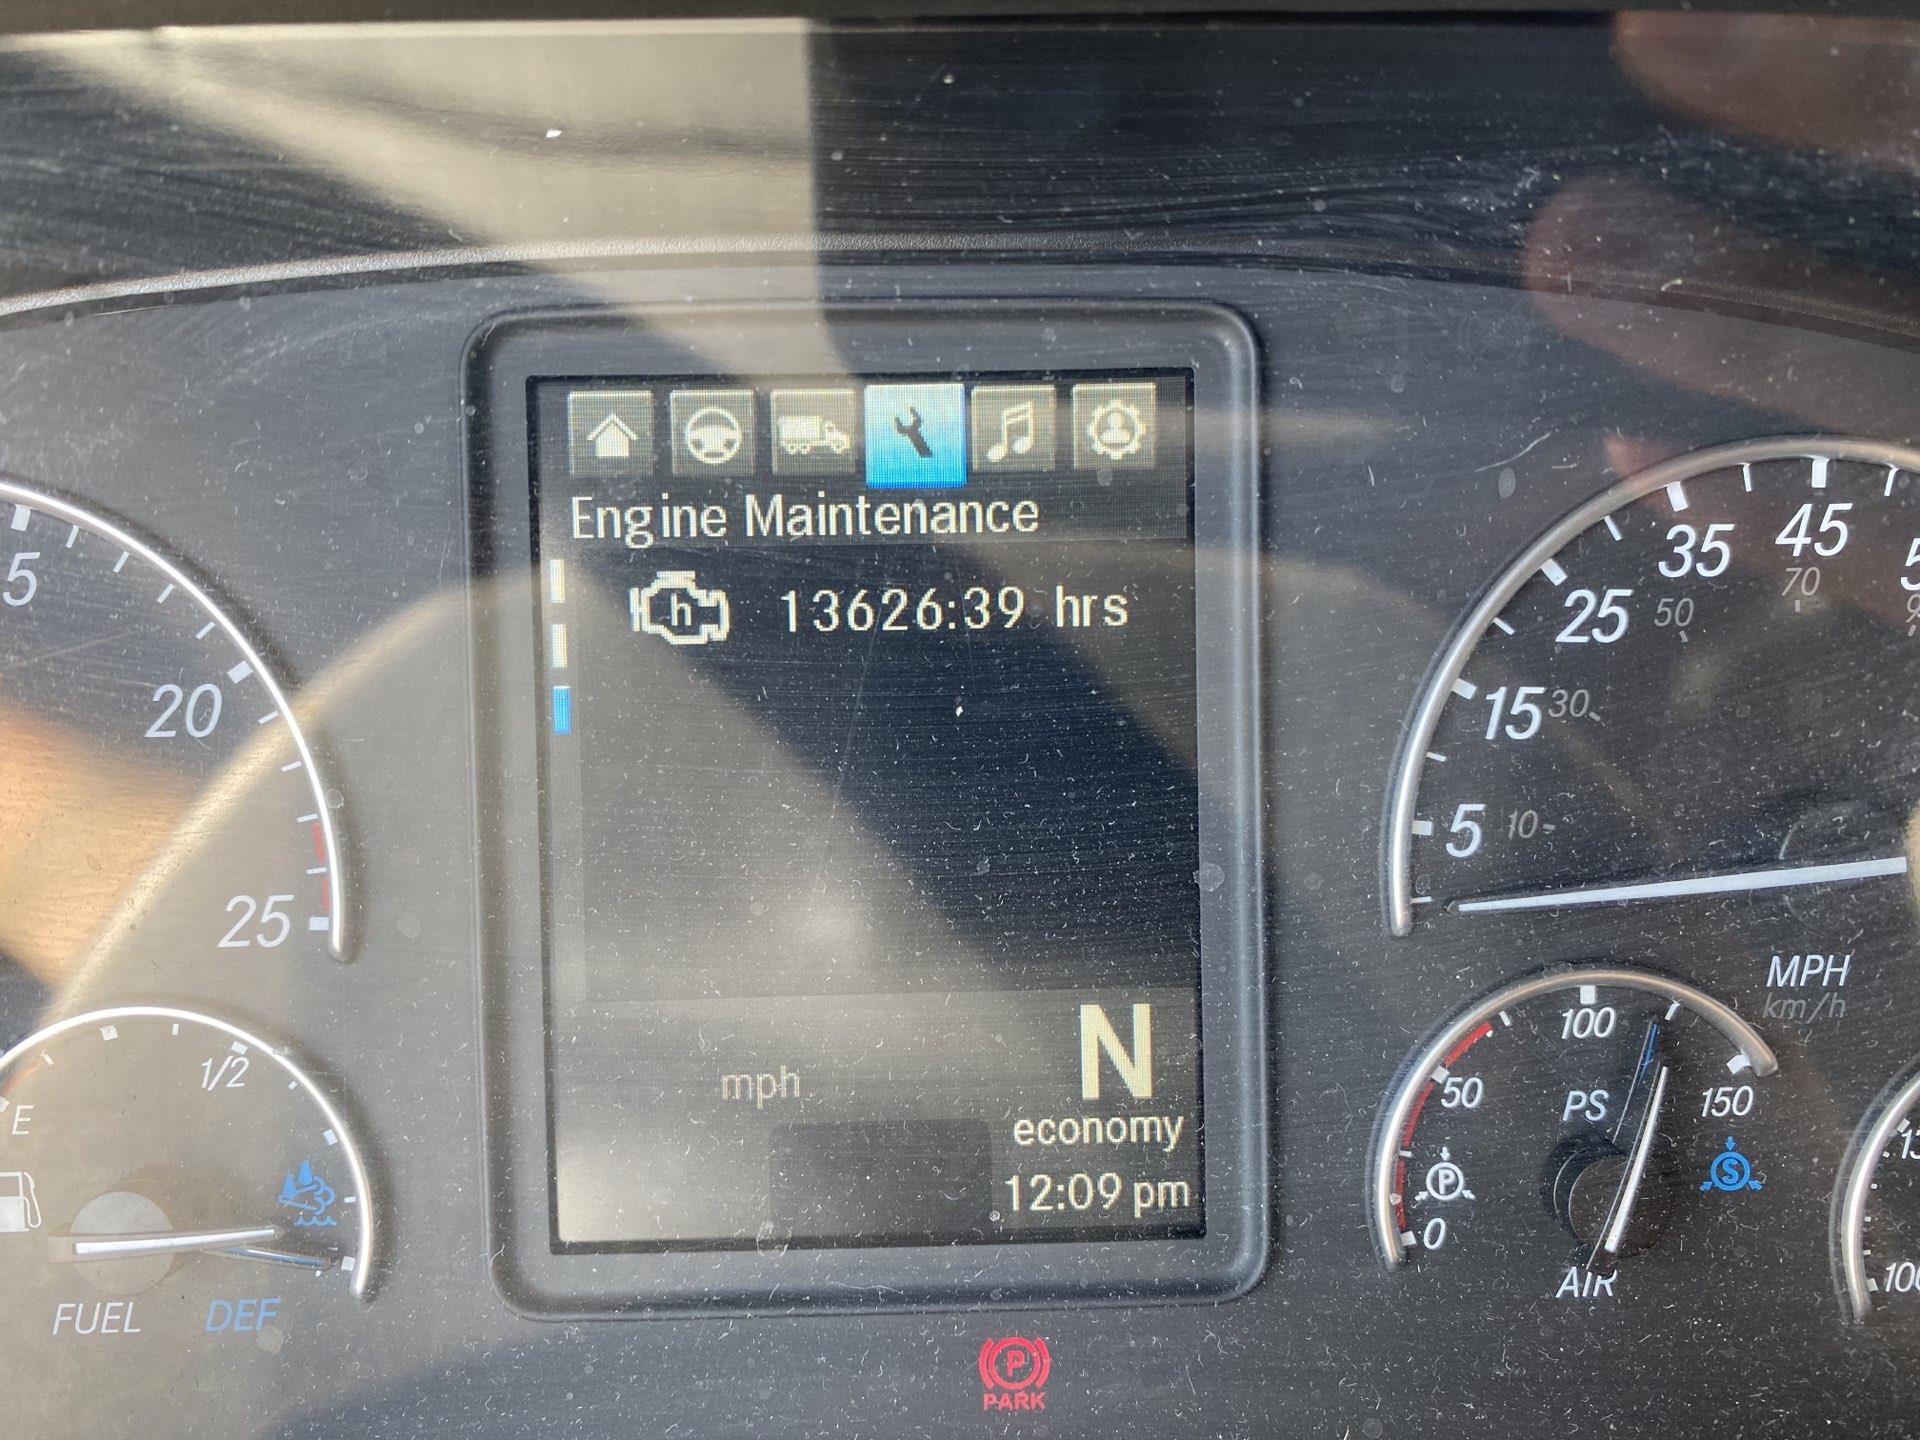 Engine Maintenance
h 13626:39 hrs
mph
N
economy
12:09 pm
5
20
25
E
1/2
FUEL
DEF
5
10
15
30
25
50
35
45
70
MPH
km/h
0
50
100
150
PS
P
S
AIR
100
P
PARK